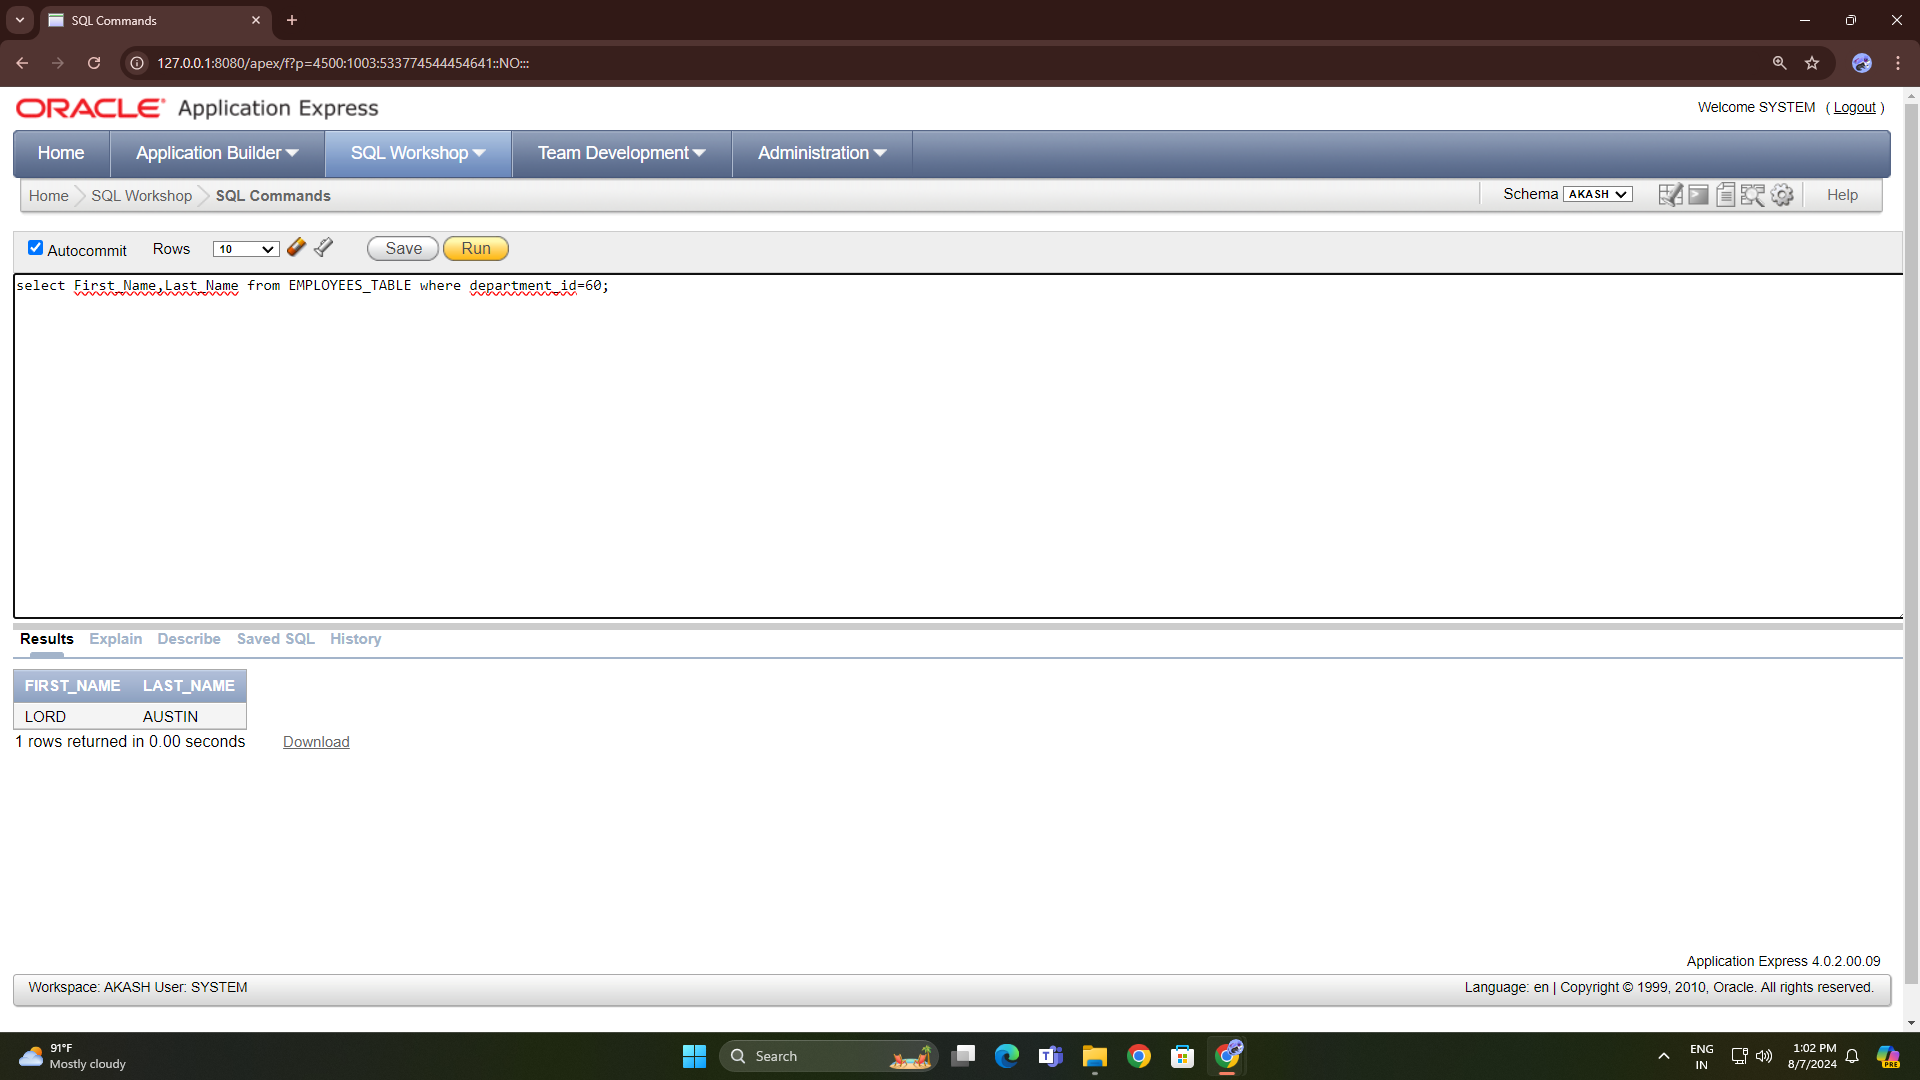 SQL Commands
127.0.0.1:8080/apex/f?p=4500:1003:533774544454641::NO:::
ORACLE Application Express
Welcome SYSTEM ( Logout )
Home Application Builder SQL Workshop Team Development Administration
Home SQL Workshop SQL Commands Schema AKASH Help
Autocommit Rows 10 Save Run
select First_Name,Last_Name from EMPLOYEES_TABLE where department_id=60;
Results Explain Describe Saved SQL History
FIRST_NAME LAST_NAME
LORD AUSTIN
1 rows returned in 0.00 seconds Download
Application Express 4.0.2.00.09
Workspace: AKASH User: SYSTEM Language: en | Copyright © 1999, 2010, Oracle. All rights reserved.
91°F
Mostly cloudy
Search
ENG
IN
1:02 PM
8/7/2024
PRE